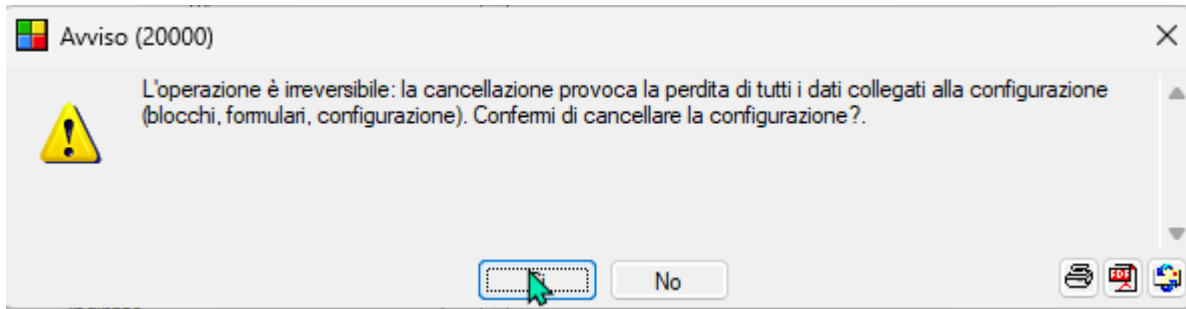 Avviso (20000)
L'operazione è irreversibile: la cancellazione provoca la perdita di tutti i dati collegati alla configurazione
(blocchi, formulari, configurazione). Confermi di cancellare la configurazione?.
No